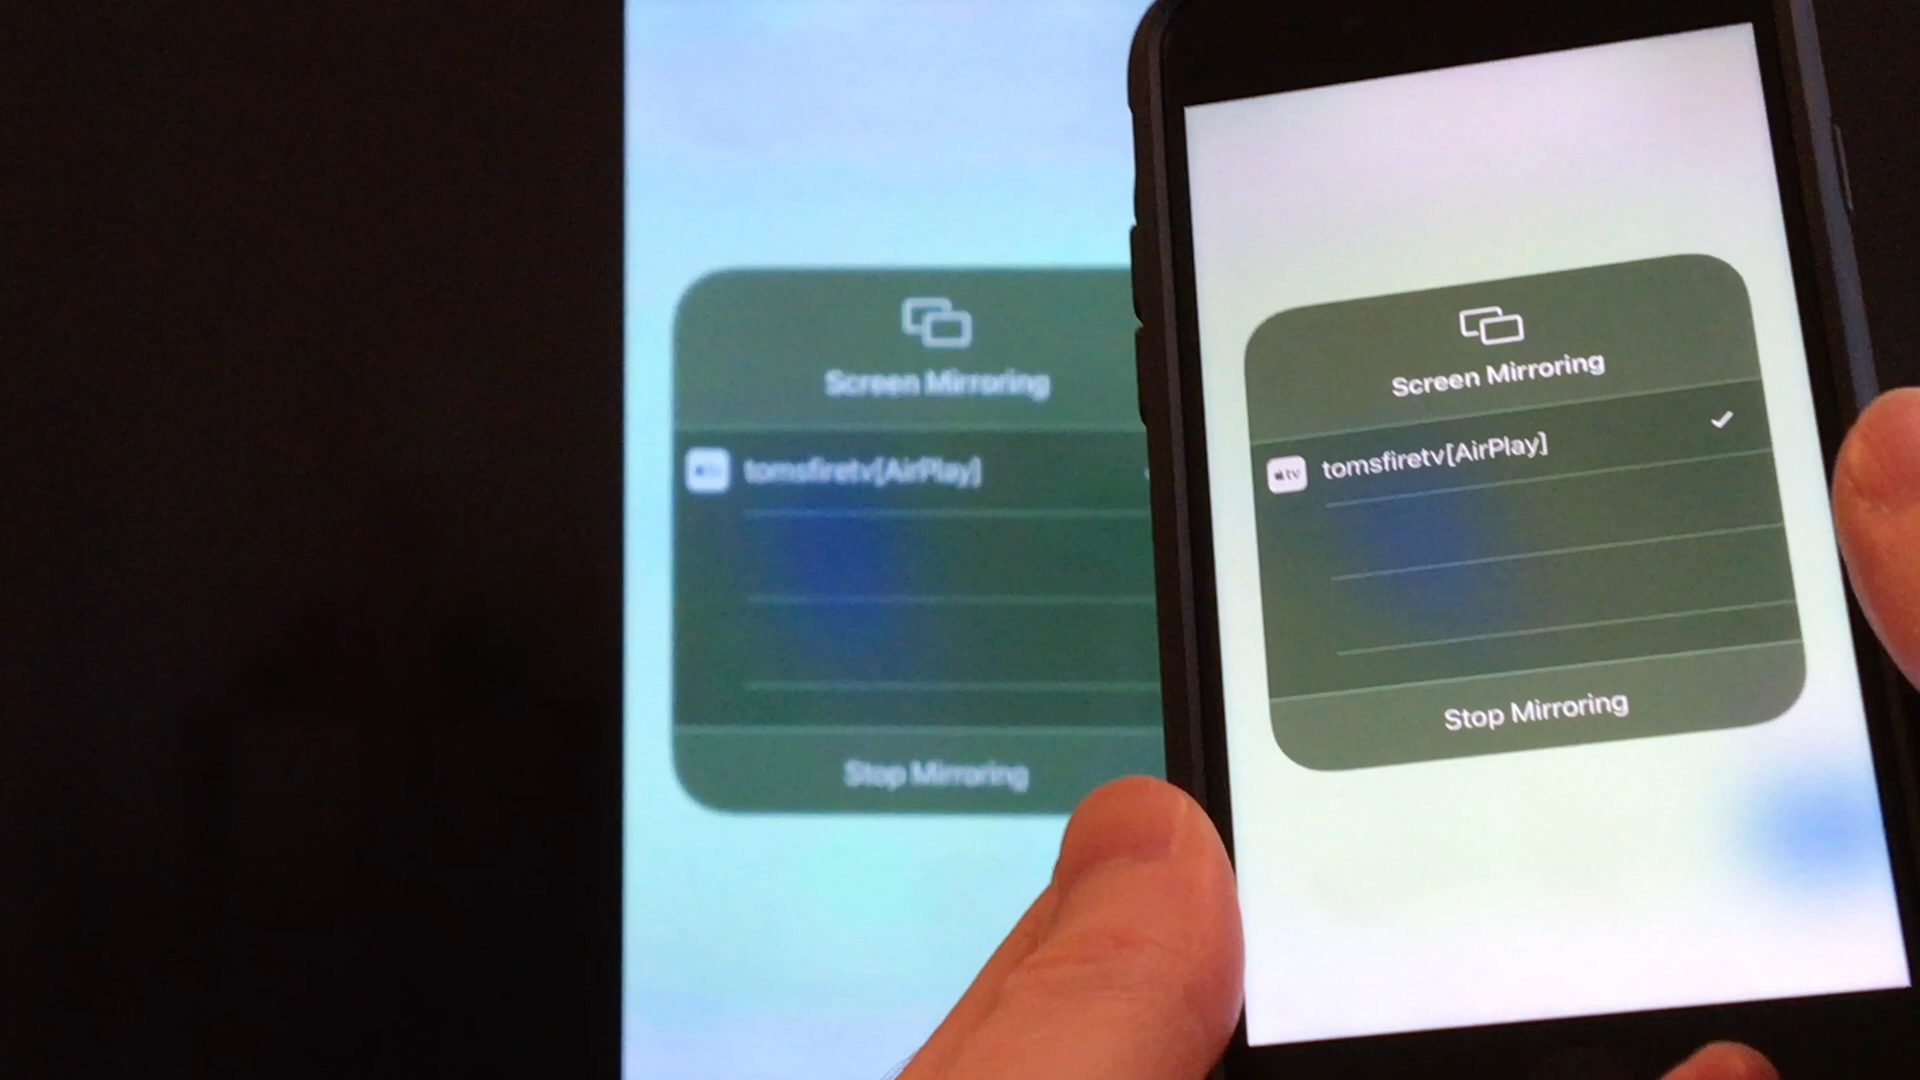 Screen Mirroring
tomsfiretv[AirPlay]
Stop Mirroring
Screen Mirroring
tv tomsfiretv[AirPlay]
Stop Mirroring